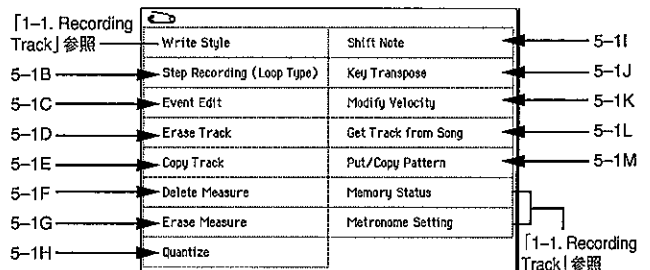 「1–1. Recording
Track」参照
Write Style
Shift Note
5–1I
5–1B
Step Recording (Loop Type)
Key Transpose
5–1J
5–1C
Event Edit
Modify Velocity
5–1K
5–1D
Erase Track
Get Track from Song
5–1L
5–1E
Copy Track
Put/Copy Pattern
5–1M
5–1F
Delete Measure
Memory Status
5–1G
Erase Measure
Metronome Setting
5–1H
Quantize
「1–1. Recording
Track」参照